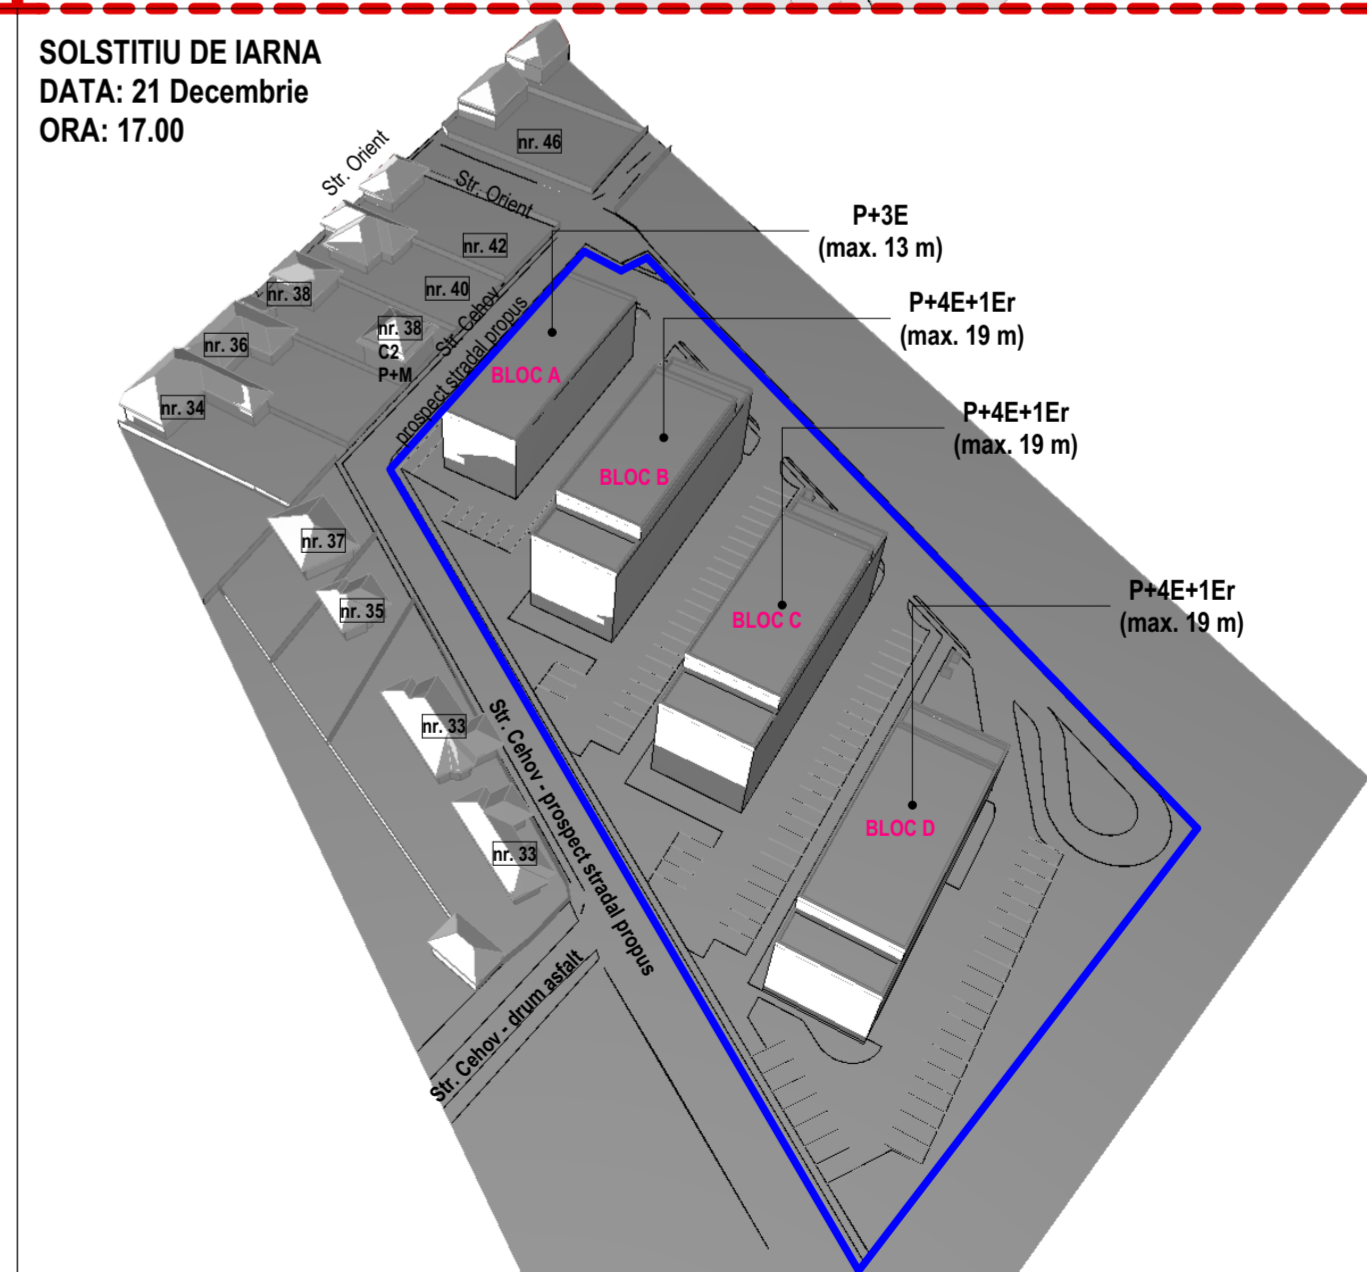 SOLSTITIU DE IARNA
DATA: 21 Decembrie
ORA: 17.00
nr. 46
Str. Orient
Str. Orient
P+3E
(max. 13 m)
nr. 42
nr. 40
nr. 38
P+4E+1Er
(max. 19 m)
nr. 38
C2
P+M
nr. 36
Str. Cehov -
prospect stradal propus
BLOC A
nr. 34
P+4E+1Er
(max. 19 m)
BLOC B
nr. 37
nr. 35
P+4E+1Er
(max. 19 m)
BLOC C
nr. 33
Str. Cehov - prospect stradal propus
BLOC D
nr. 33
Str. Cehov - drum asfalt